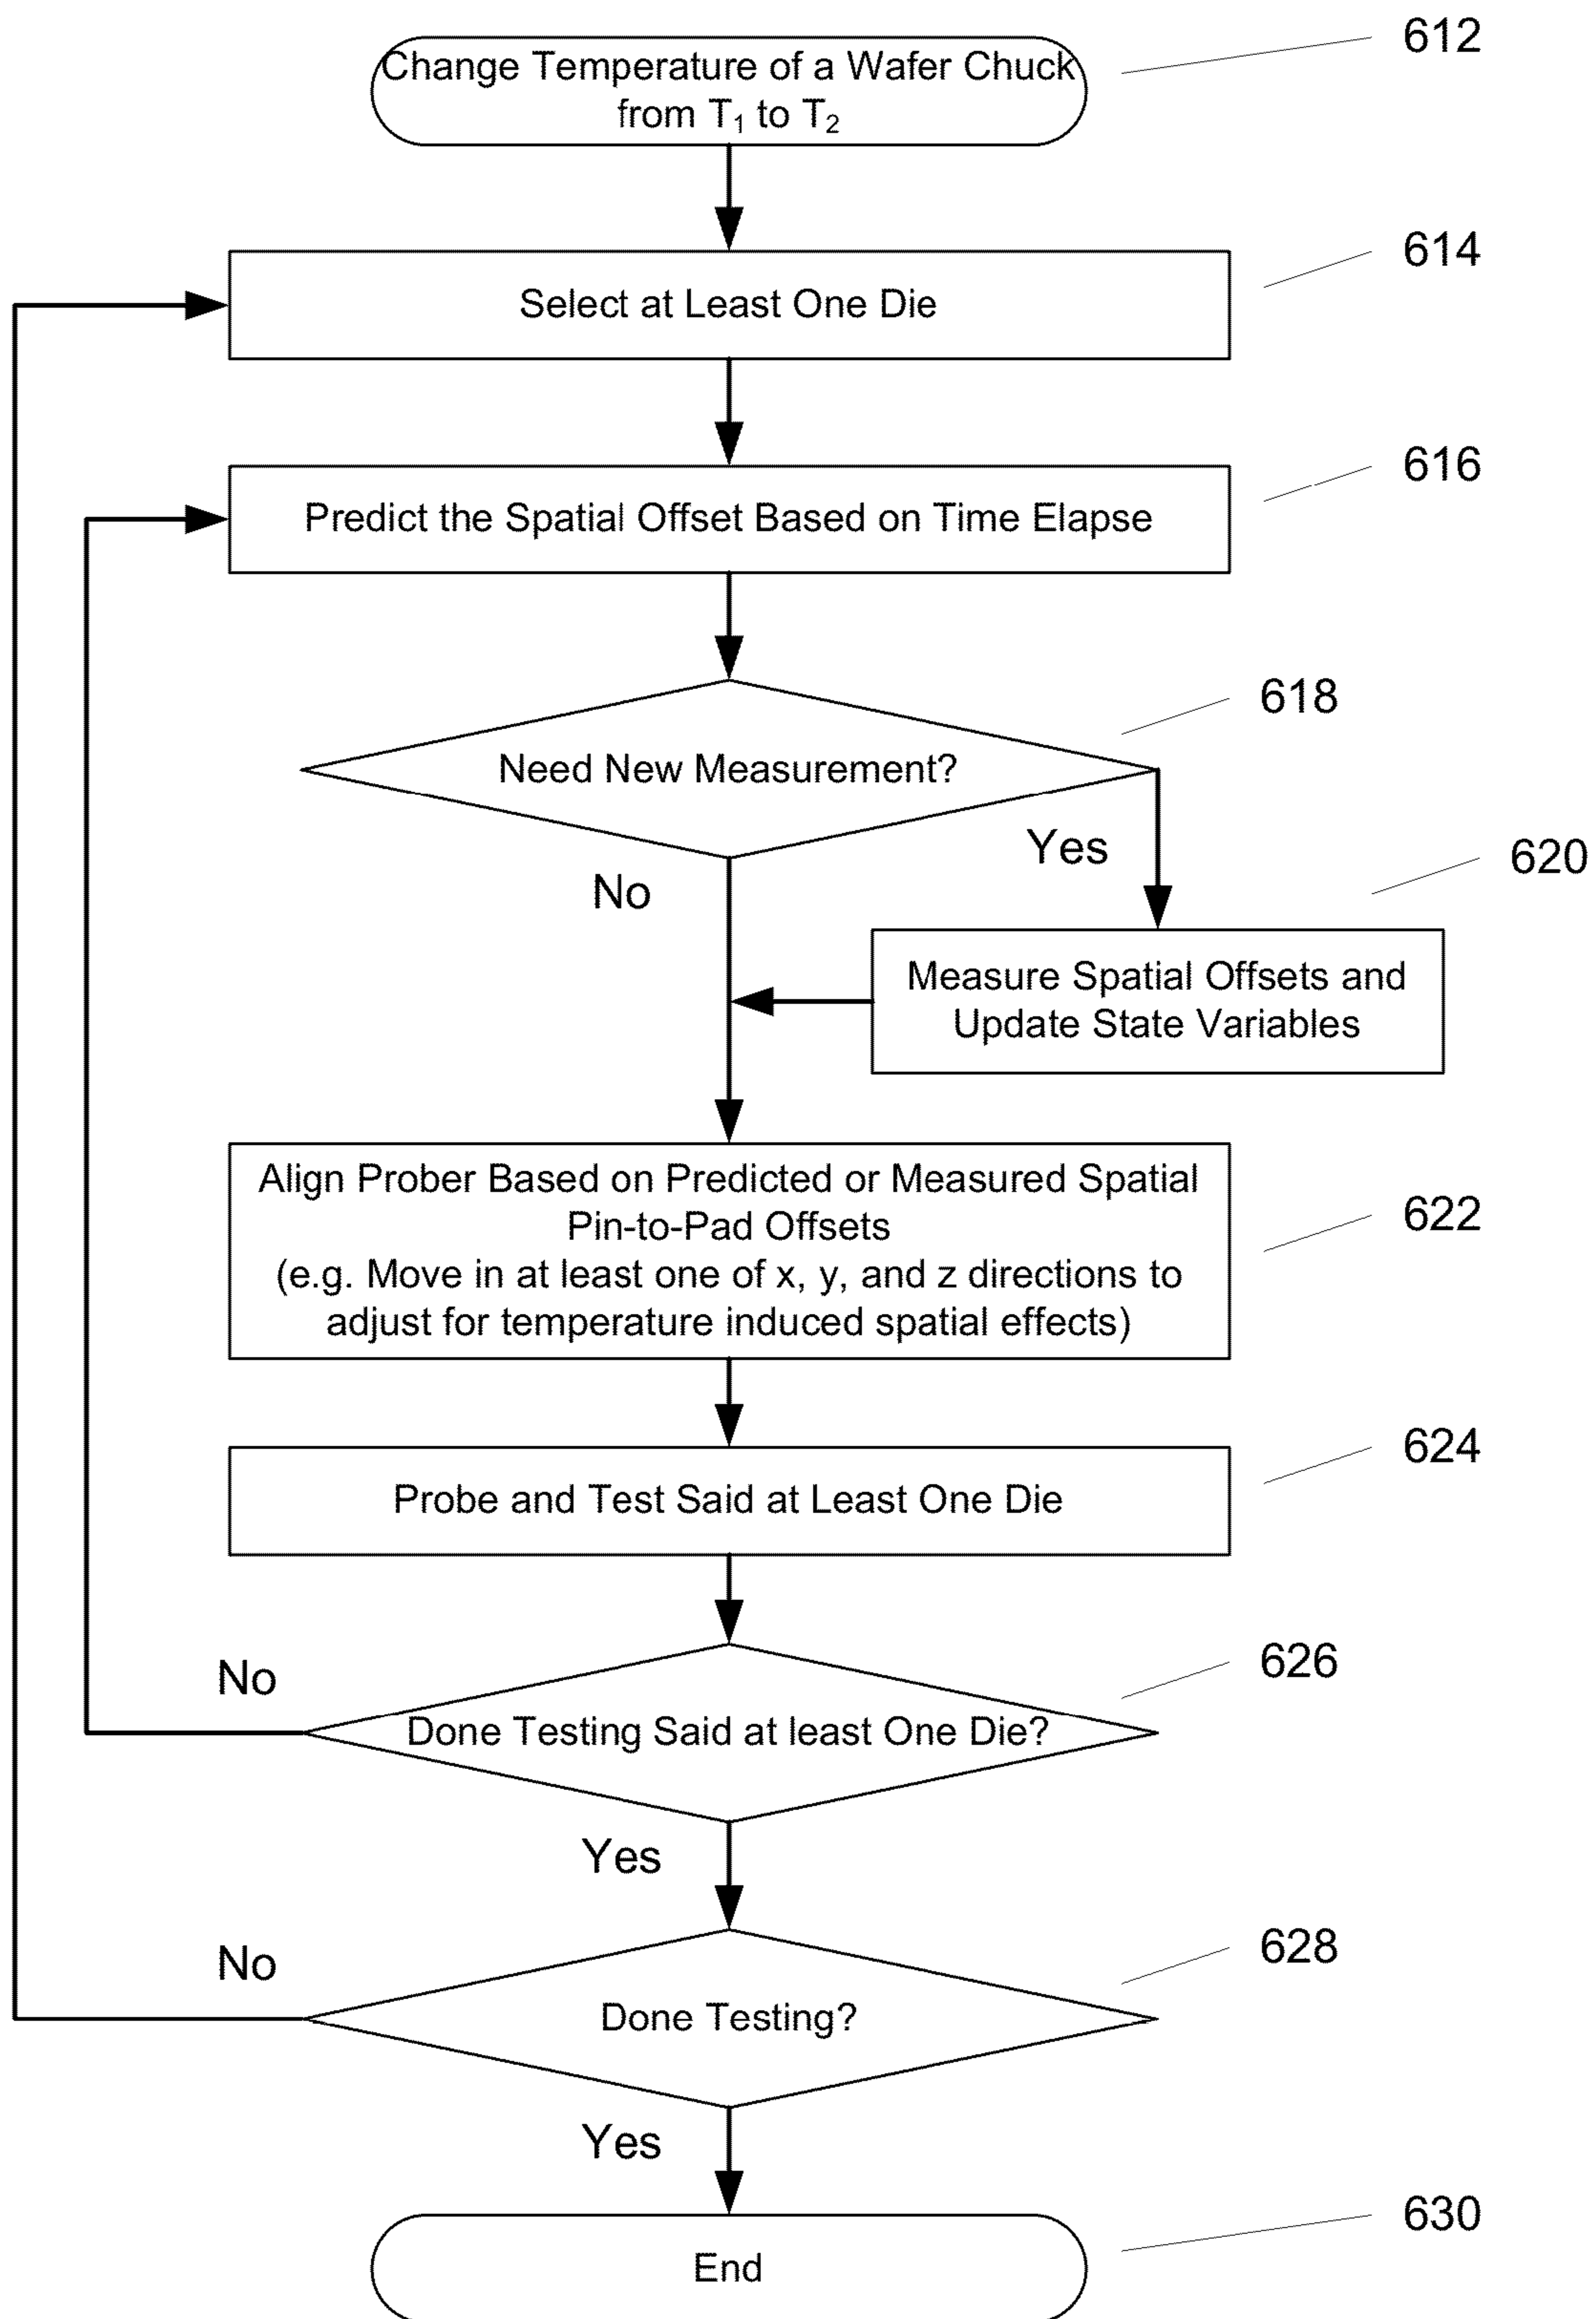 Change Temperature of a Wafer Chuck
from T₁ to T₂
612
Select at Least One Die
614
Predict the Spatial Offset Based on Time Elapse
616
Need New Measurement?
618
Yes
No
620
Measure Spatial Offsets and
Update State Variables
Align Prober Based on Predicted or Measured Spatial
Pin-to-Pad Offsets
(e.g. Move in at least one of x, y, and z directions to
adjust for temperature induced spatial effects)
622
Probe and Test Said at Least One Die
624
Done Testing Said at least One Die?
626
No
Yes
Done Testing?
628
No
Yes
End
630